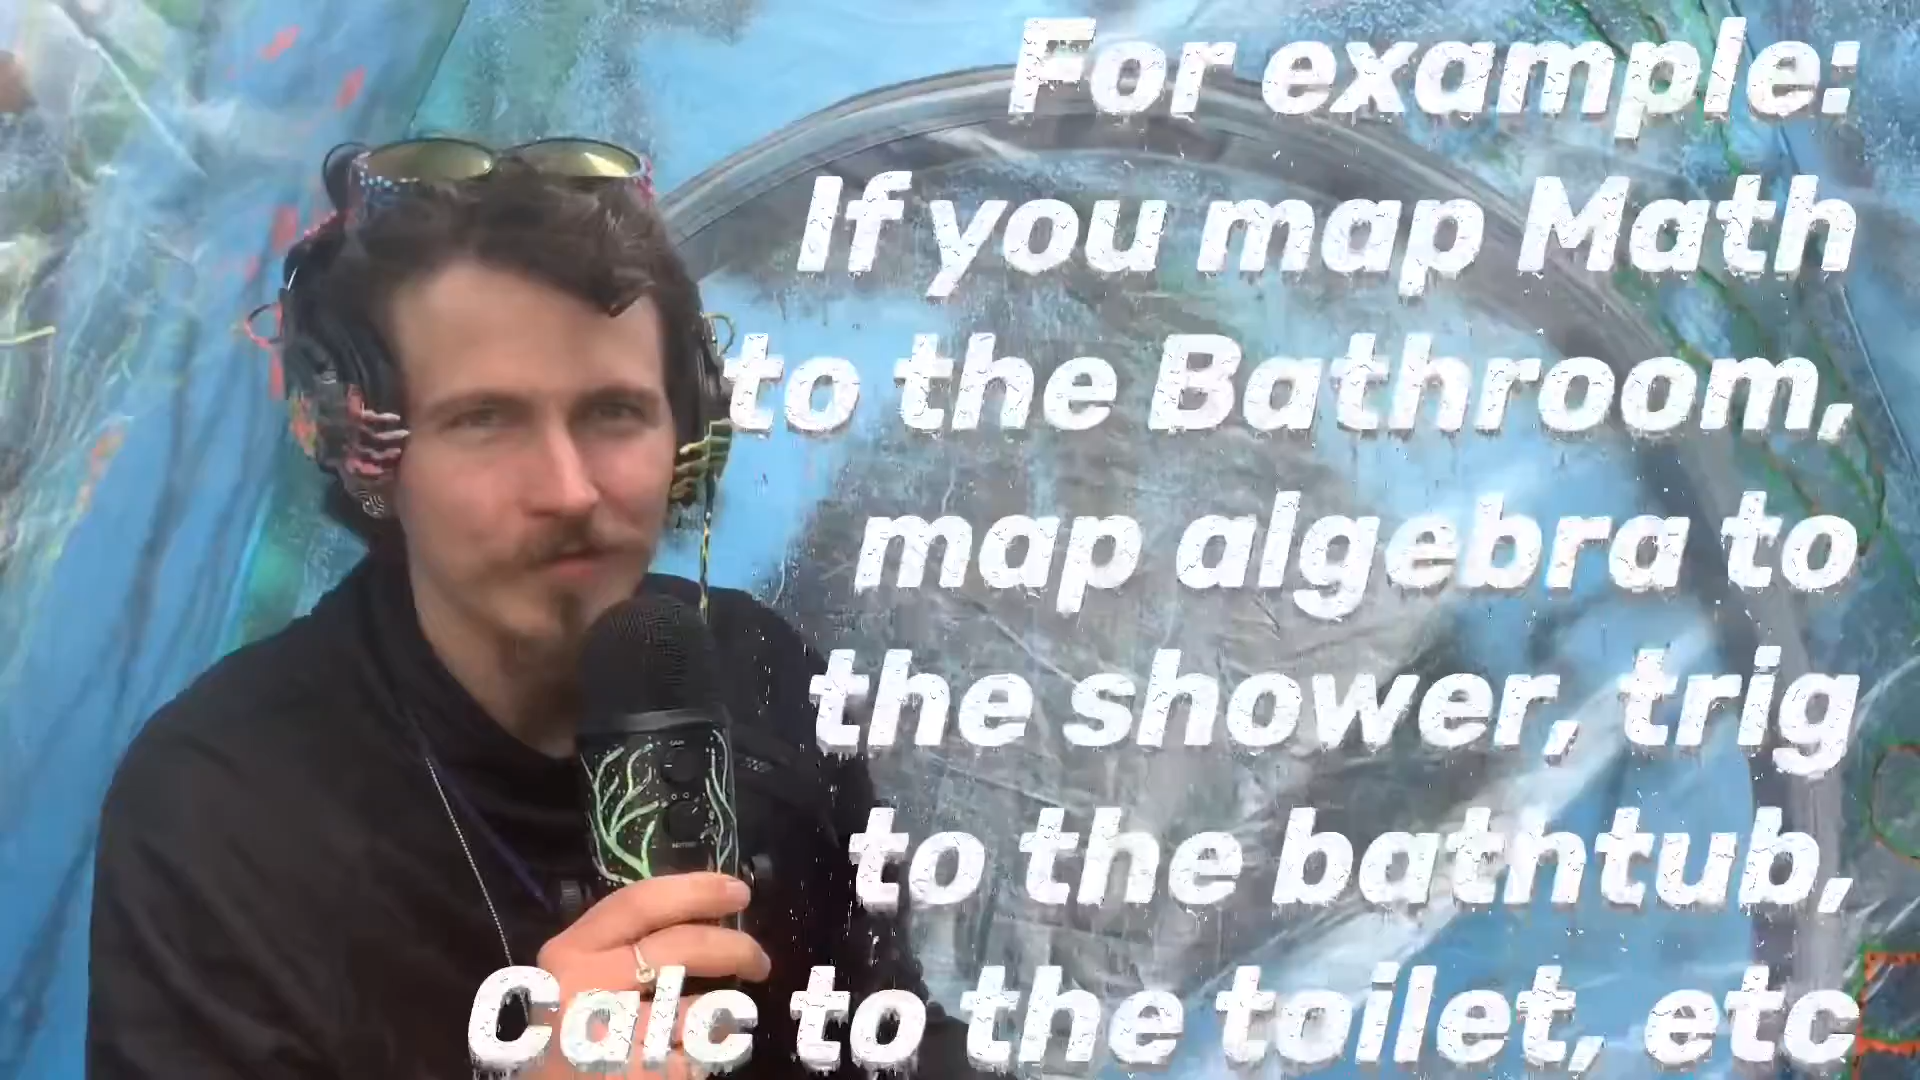 For example:
If you map Math
to the Bathroom,
map algebra to
the shower, trig
to the bathtub,
Calc to the toilet, etc